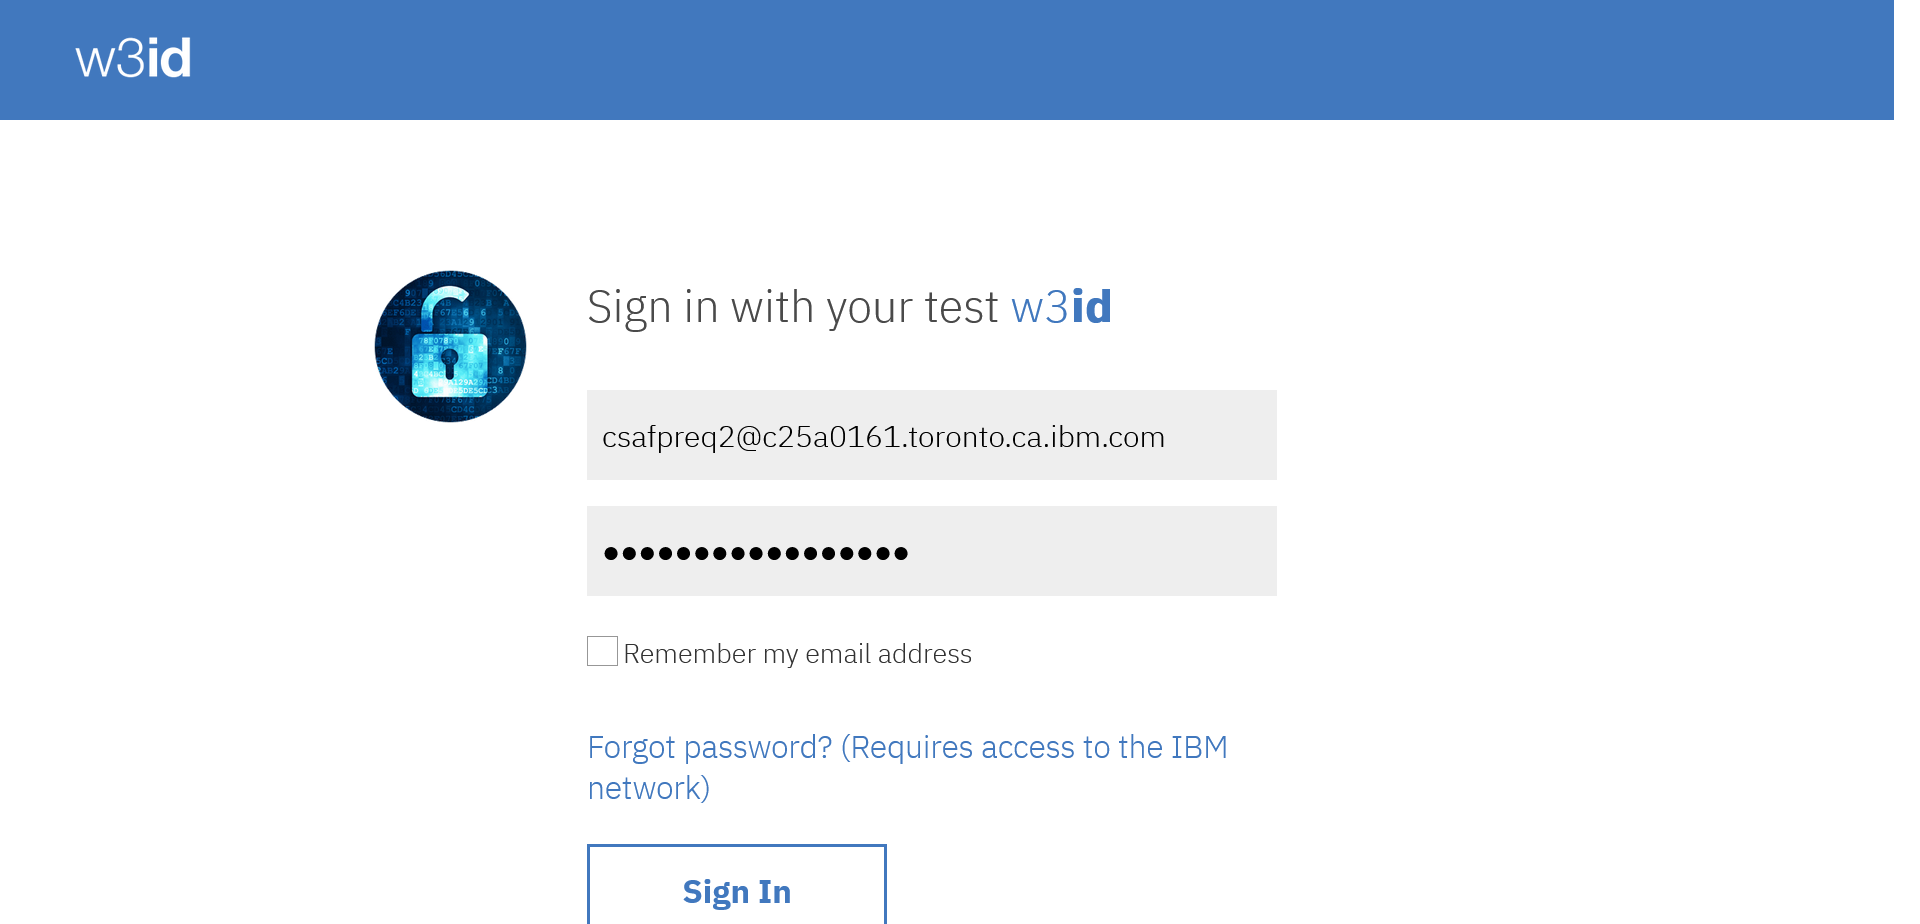 w3id
Sign in with your test w3id
csafpreq2@c25a0161.toronto.ca.ibm.com
•••••••••••••••••
Remember my email address
Forgot password? (Requires access to the IBM
network)
Sign In